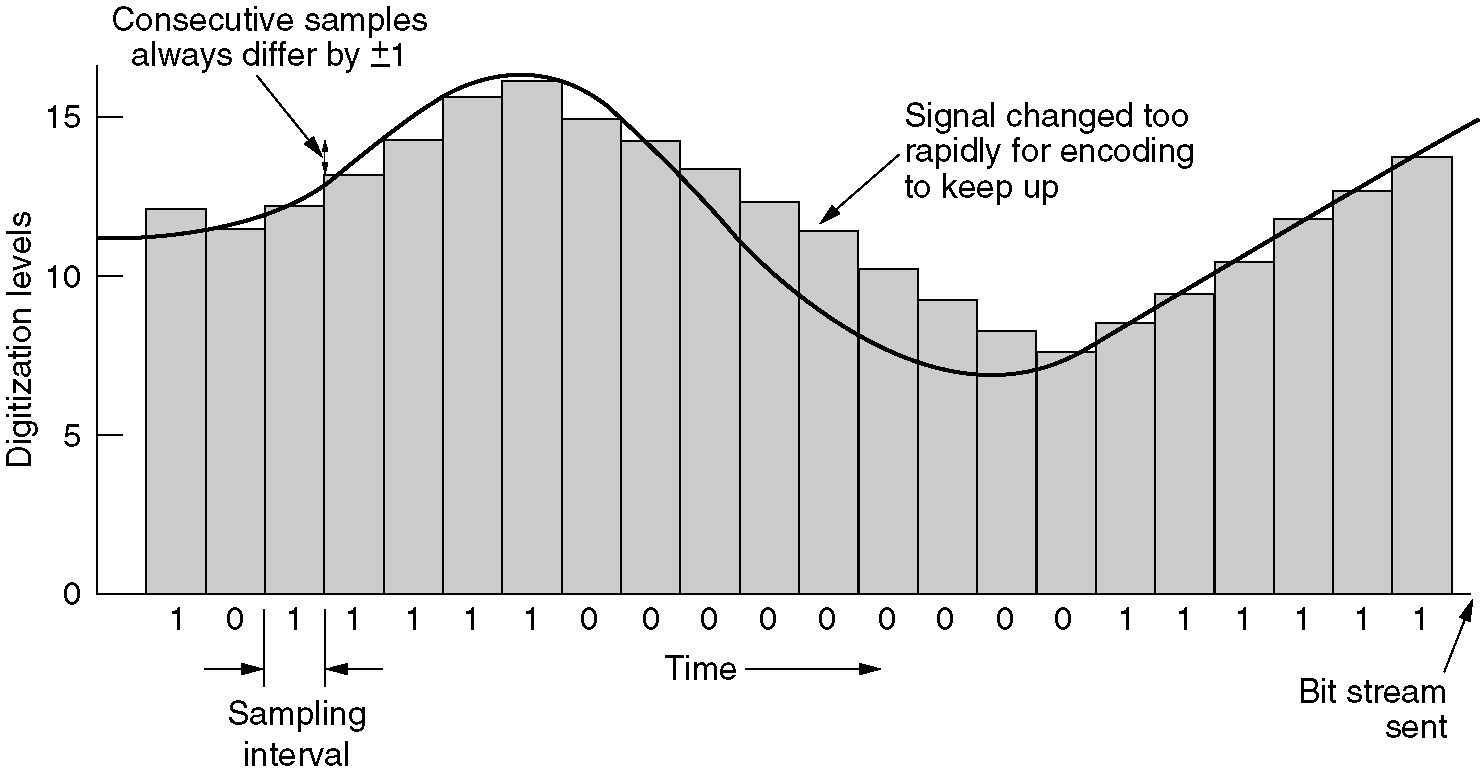 Consecutive samples
always differ by ±1
15
Signal changed too
rapidly for encoding
to keep up
10
Digitization levels
5
0
1 0 1 1 1 1 1 0 0 0 0 0 0 0 0 0 1 1 1 1 1 1
Time
Sampling
interval
Bit stream
sent